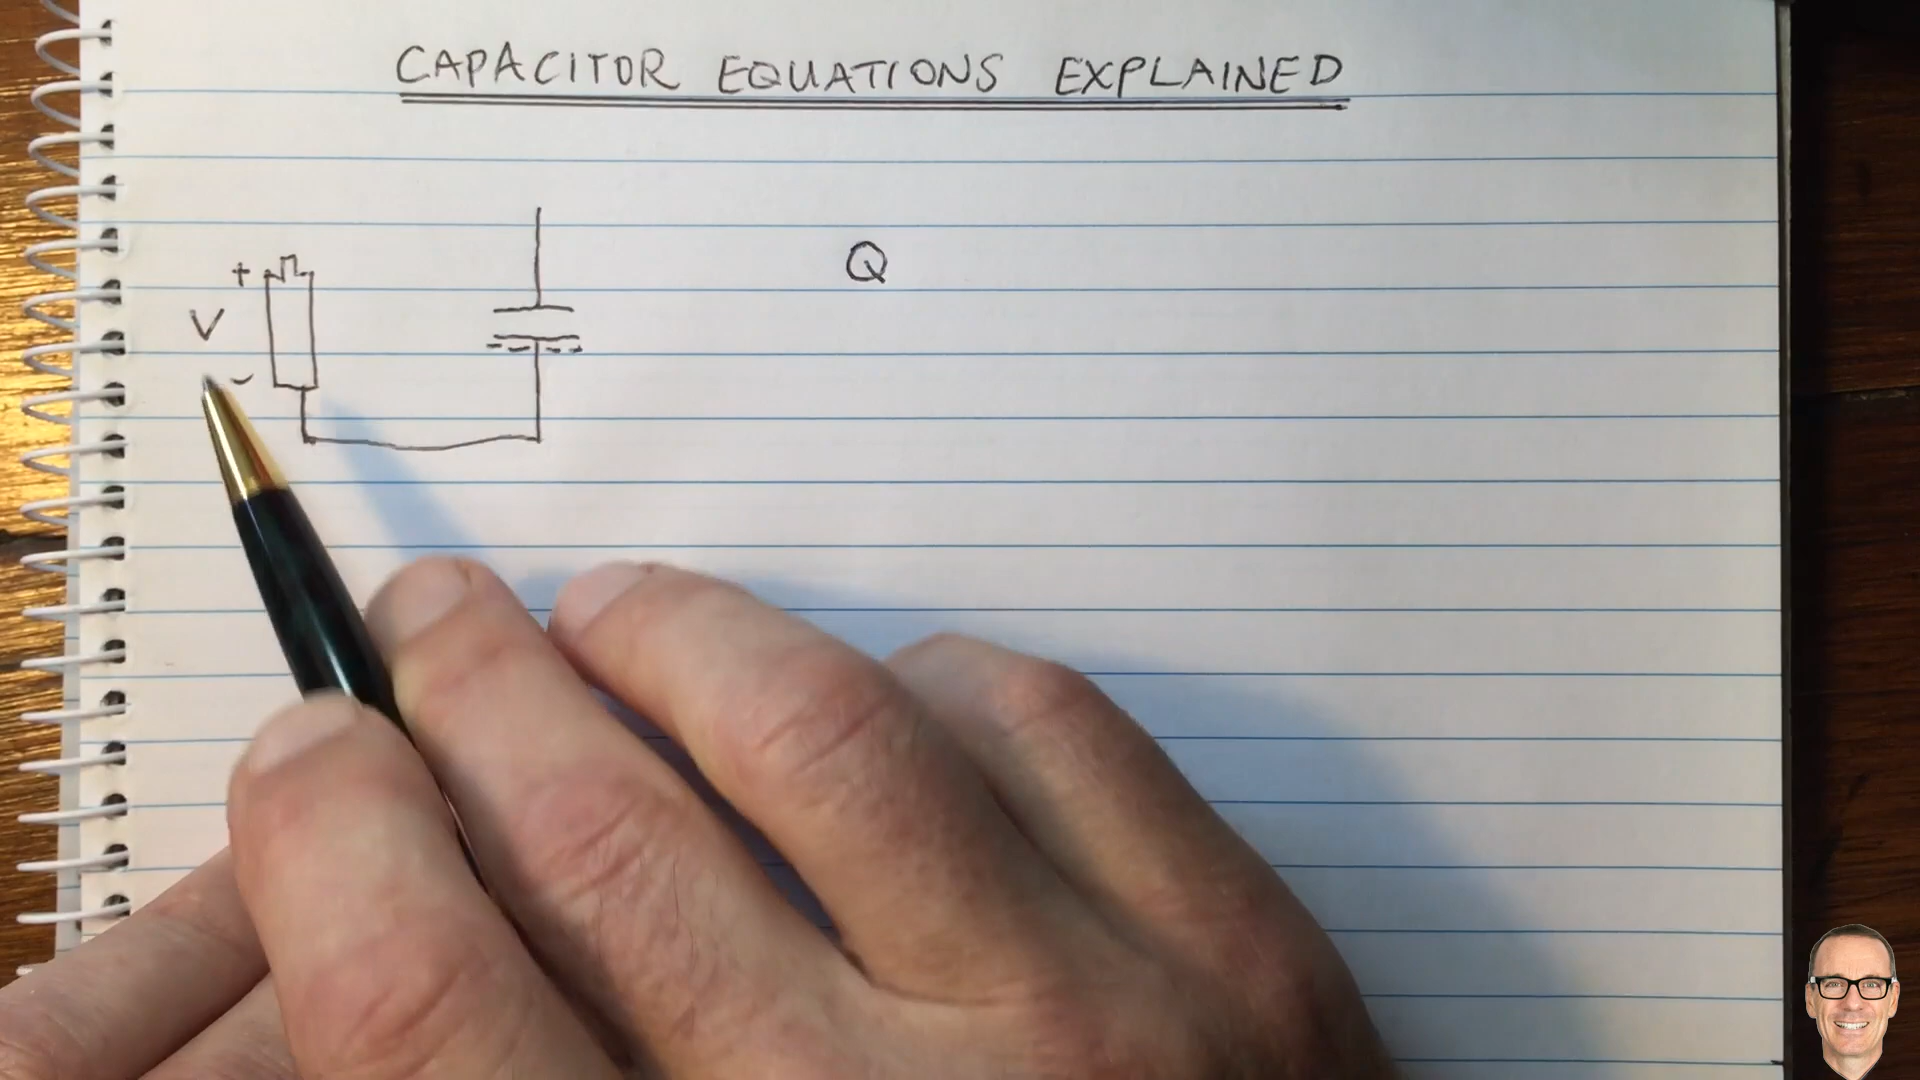 CAPACITOR EQUATIONS EXPLAINED
+
V
-
Q